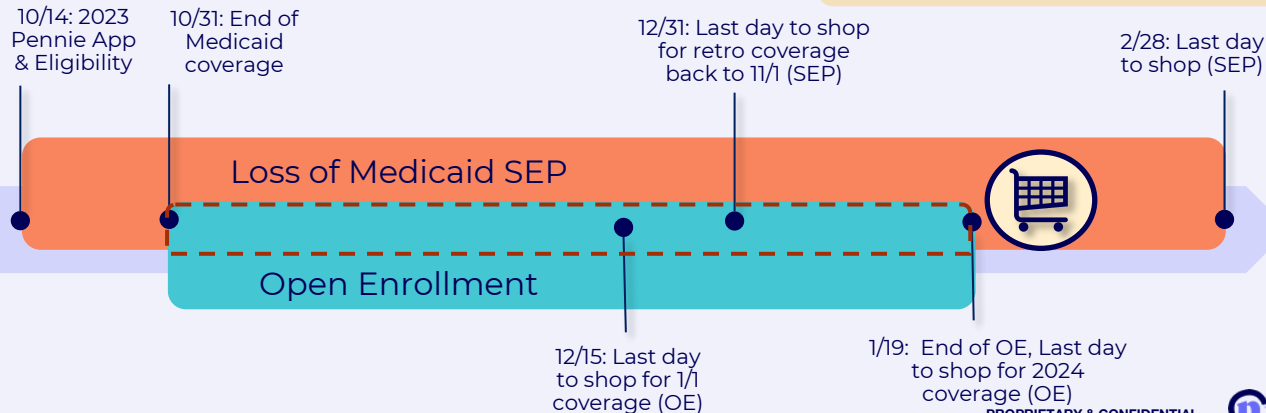 10/14: 2023
Pennie App
& Eligibility
10/31: End of
Medicaid
coverage
12/31: Last day to shop
for retro coverage
back to 11/1 (SEP)
2/28: Last day
to shop (SEP)
Loss of Medicaid SEP
Open Enrollment
12/15: Last day
to shop for 1/1
coverage (OE)
1/19:  End of OE, Last day
to shop for 2024
coverage (OE)
PROPRIETARY & CONFIDENTIAL